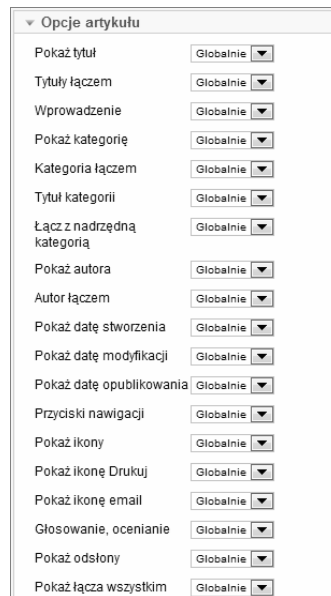 Opcje artykułu
Pokaż tytuł Globalnie
Tytuły łączem Globalnie
Wprowadzenie Globalnie
Pokaż kategorię Globalnie
Kategoria łączem Globalnie
Tytuł kategorii Globalnie
Łącz z nadrzędną Globalnie
kategorią
Pokaż autora Globalnie
Autor łączem Globalnie
Pokaż datę stworzenia Globalnie
Pokaż datę modyfikacji Globalnie
Pokaż datę opublikowania Globalnie
Przyciski nawigacji Globalnie
Pokaż ikony Globalnie
Pokaż ikonę Drukuj Globalnie
Pokaż ikonę email Globalnie
Głosowanie, ocenianie Globalnie
Pokaż odsłony Globalnie
Pokaż łącza wszystkim Globalnie